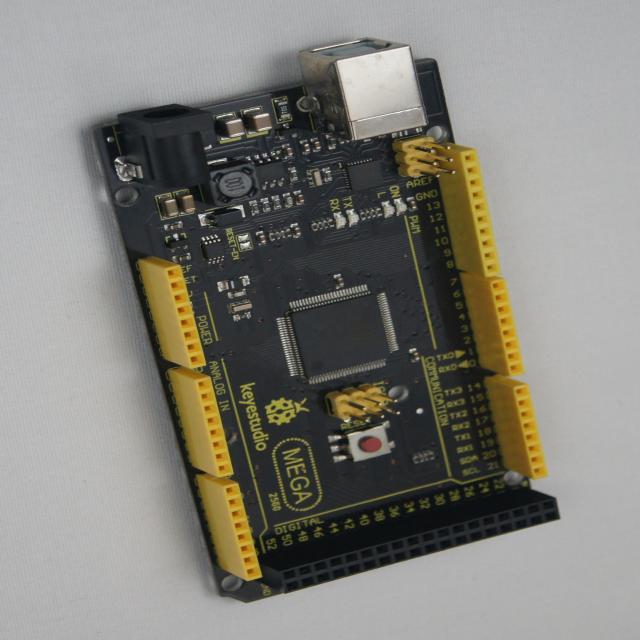 AREF
GND
13
12
11
10
9
8
PWM
RX
TX
L
ON
RESET-EN
7
6
5
4
3
2
TX0 1
RX0 0
POWER
ANALOG IN
COMUNICATION
TX3 14
RX3 15
TX2 16
RX2 17
TX1 18
RX1 19
20
SCL 21
keyestudio
MEGA
2560
DIGITAL
52 50 48 46 44 42 40 38 36 34 32 30 28 26 24 22